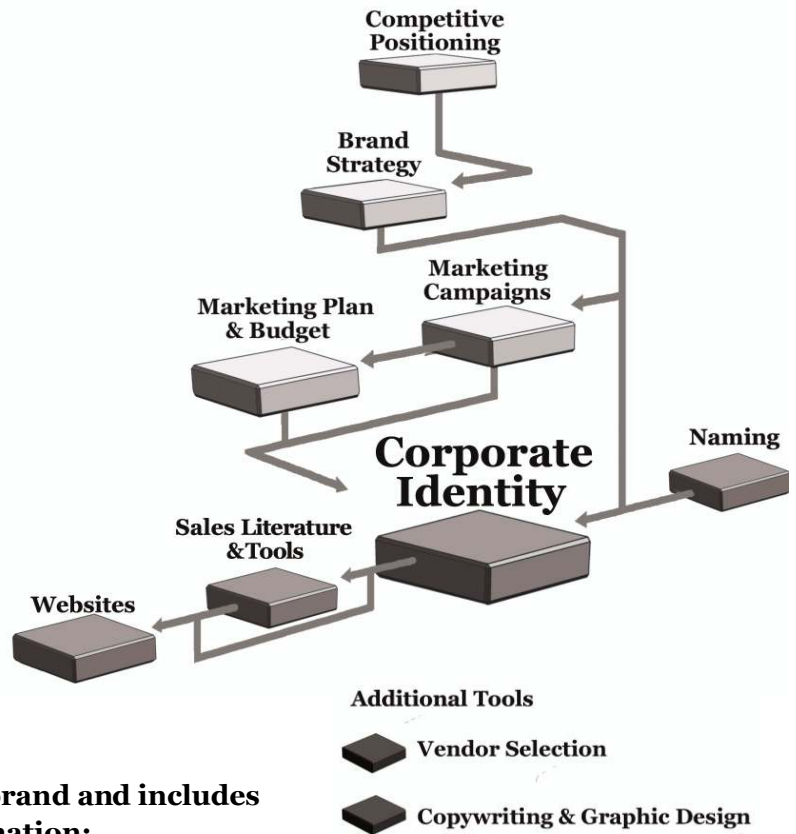 Competitive
Positioning
Brand
Strategy
Marketing
Campaigns
Marketing Plan
& Budget
Naming
Corporate
Identity
Sales Literature
&Tools
Websites
Additional Tools
Vendor Selection
Copywriting & Graphic Design
brand and includes